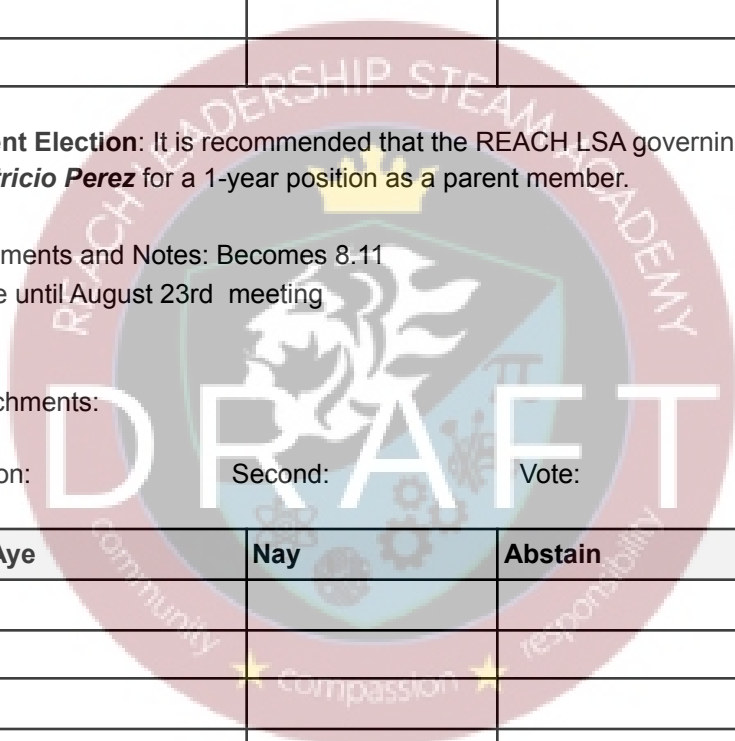 nt Election: It is recommended that the REACH LSA governin
ricio Perez for a 1-year position as a parent member.
ments and Notes: Becomes 8.11
e until August 23rd meeting
chments:
on: Second: Vote:
Aye Nay Abstain
REACH LEADERSHIP STEAM ACADEMY
DRAFT
π
community ★ compassion ★ responsibility